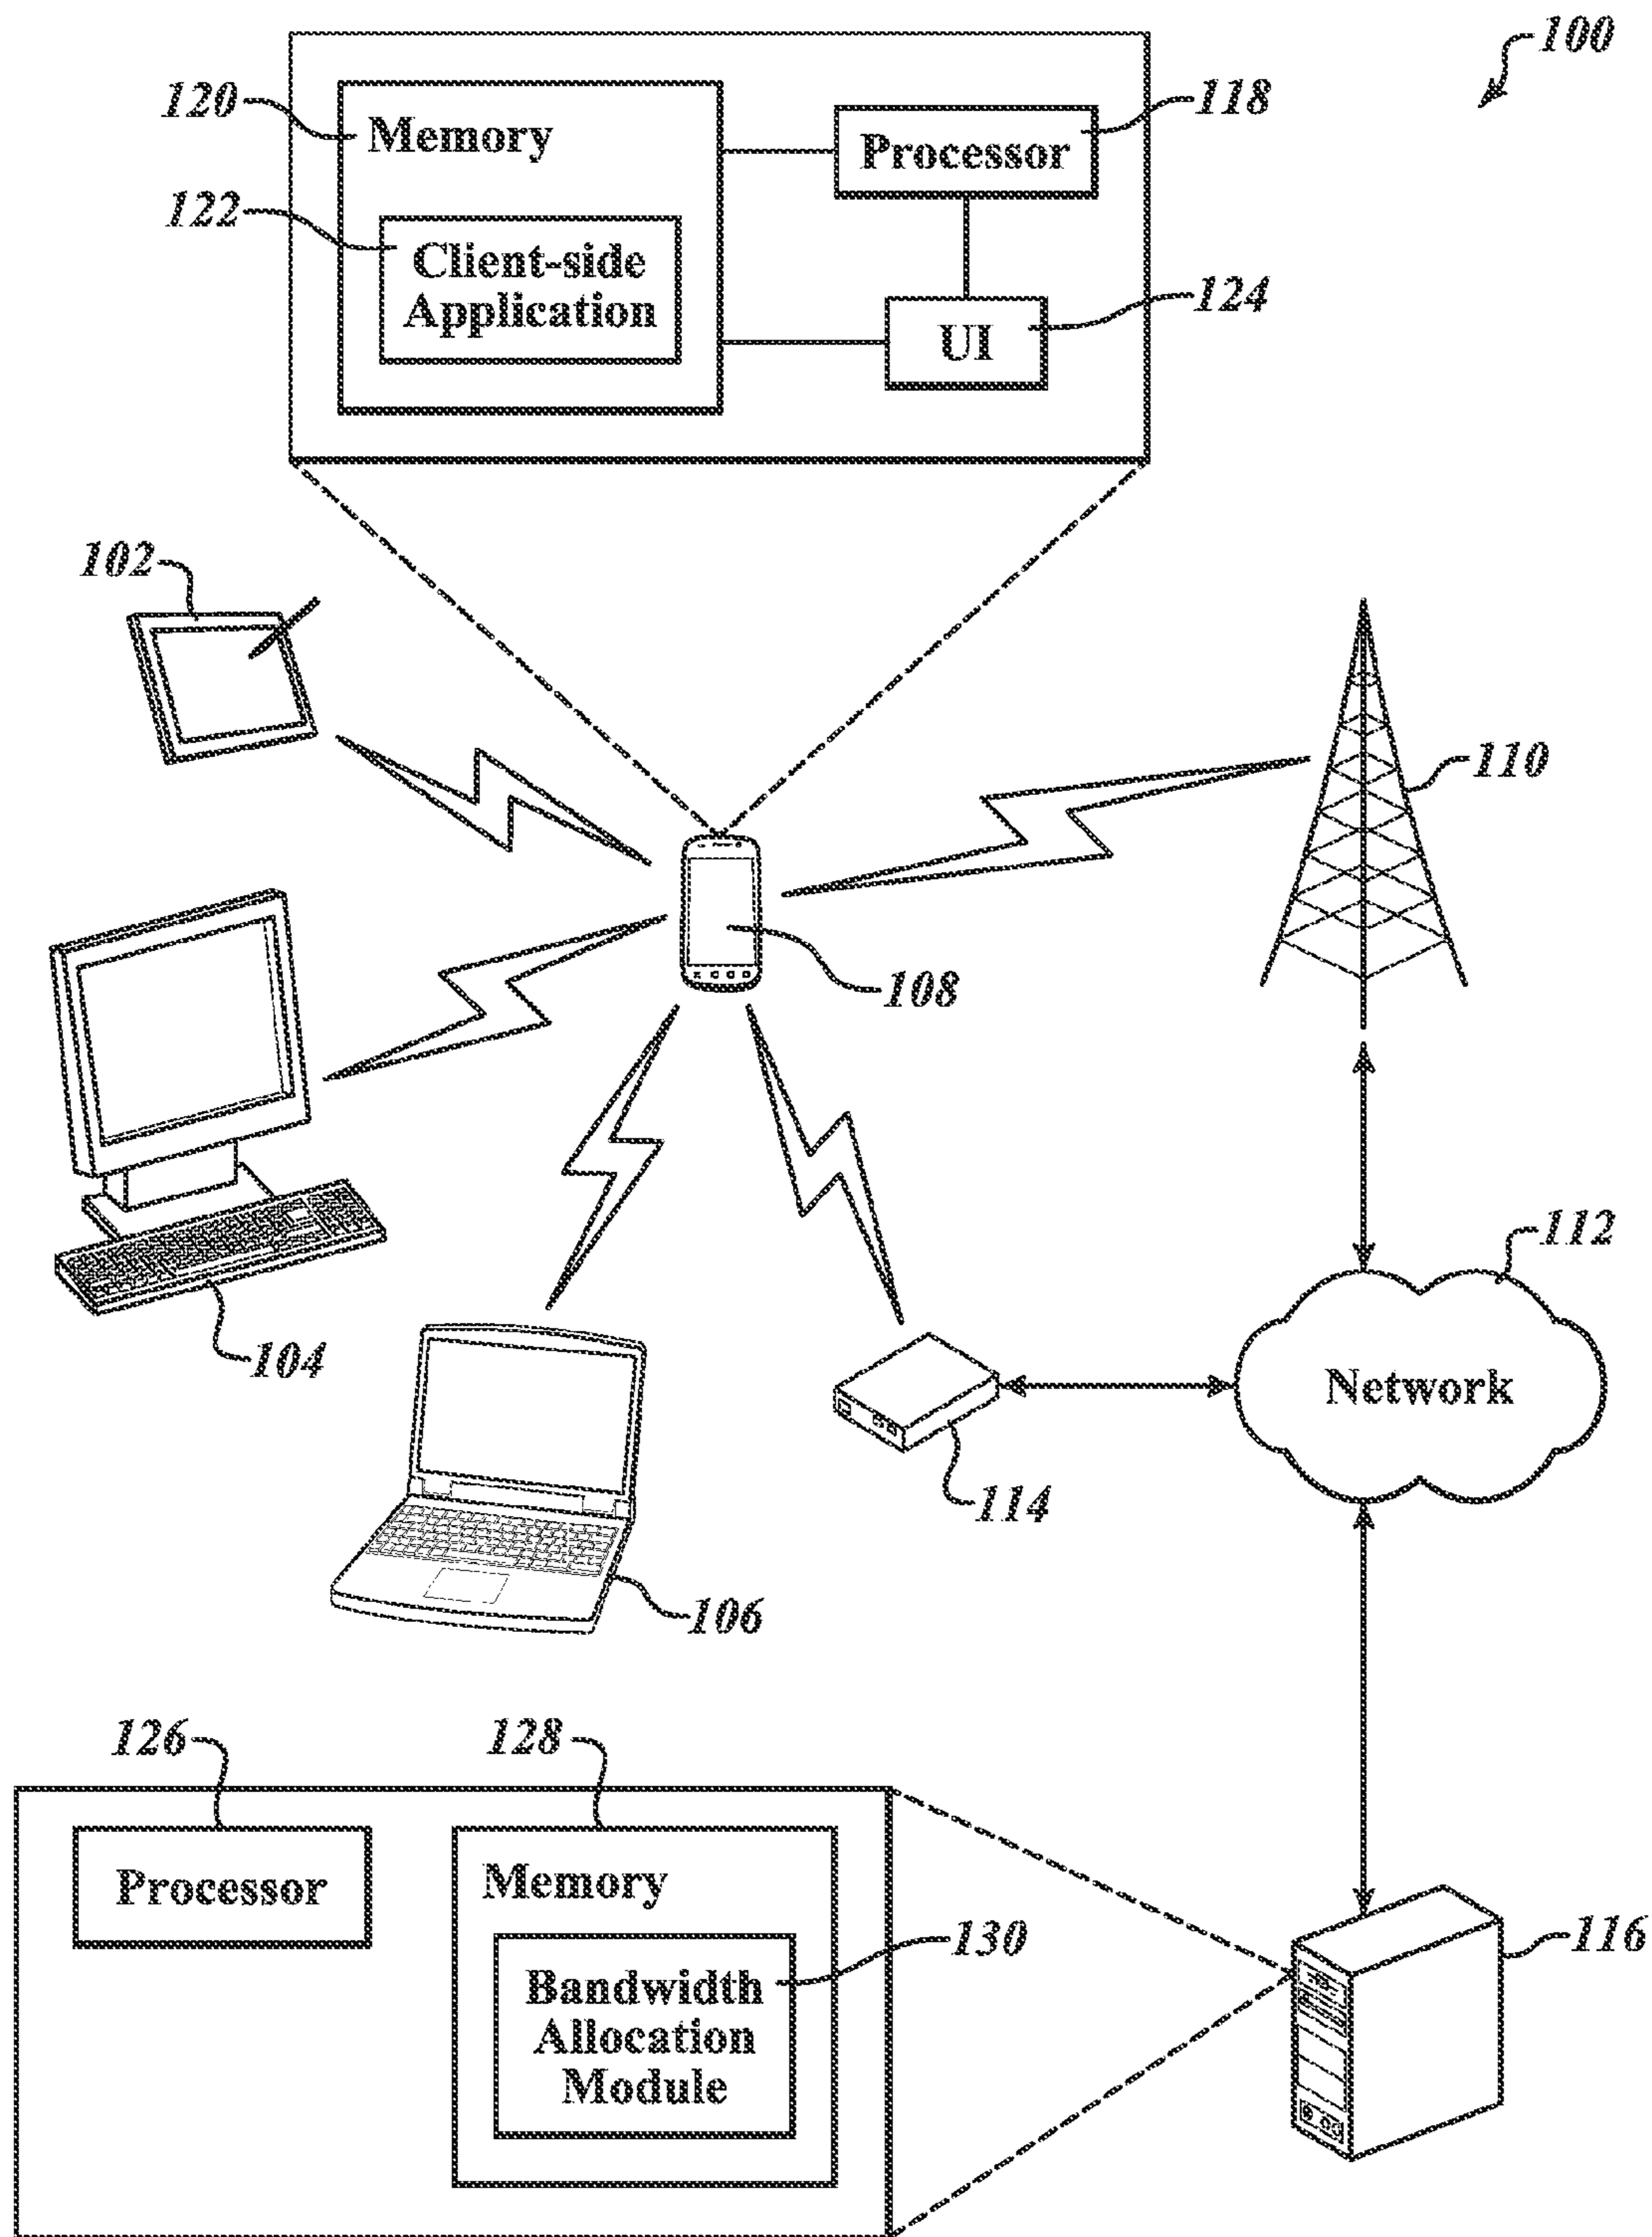 100
120
Memory
118
Processor
122
Client-side
Application
124
UI
102
110
108
112
Network
104
114
106
126
128
Processor
Memory
130
Bandwidth
Allocation
Module
116